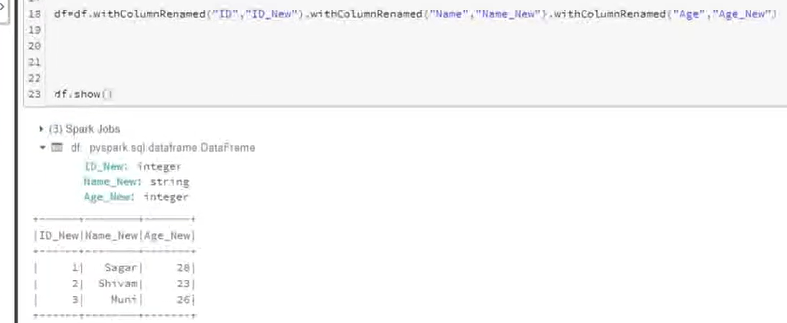 18 df=df.withColumnRenamed("ID","ID_New").withColumnRenamed("Name","Name_New").withColumnRenamed("Age","Age_New")
19
20
21
22
23 df.show()
(3) Spark Jobs
df: pyspark.sql.dataframe.DataFrame
ID_New: integer
Name_New: string
Age_New: integer
+------+--------+-------+
|ID_New|Name_New|Age_New|
+------+--------+-------+
| 1| Sagar| 28|
| 2| Shivam| 23|
| 3| Muni| 26|
+------+--------+-------+